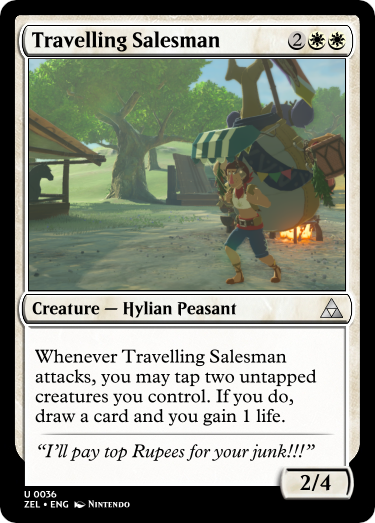 Travelling Salesman 2
Creature — Hylian Peasant
Whenever Travelling Salesman
attacks, you may tap two untapped
creatures you control. If you do,
draw a card and you gain 1 life.
“I’ll pay top Rupees for your junk!!!”
2/4
U 0036
ZEL • ENG Nintendo